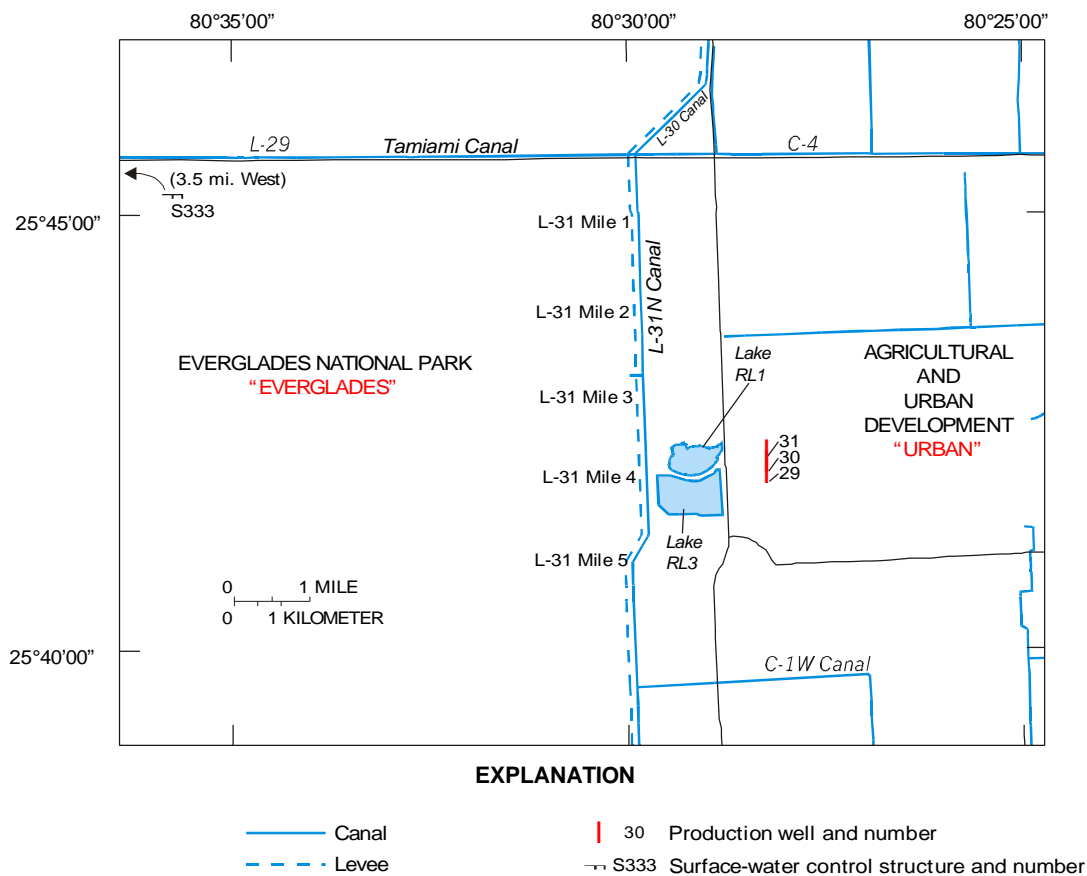 80°35'00"
80°30'00"
80°25'00"
L-30 Canal
L-29
Tamiami Canal
C-4
(3.5 mi. West)
S333
25°45'00"
L-31 Mile 1
L-31 N Canal
L-31 Mile 2
EVERGLADES NATIONAL PARK
"EVERGLADES"
Lake
RL1
AGRICULTURAL
AND
URBAN
DEVELOPMENT
"URBAN"
L-31 Mile 3
31
30
29
L-31 Mile 4
Lake
RL3
L-31 Mile 5
0 1 MILE
0 1 KILOMETER
25°40'00"
C-1W Canal
EXPLANATION
Canal
Levee
30 Production well and number
S333 Surface-water control structure and number